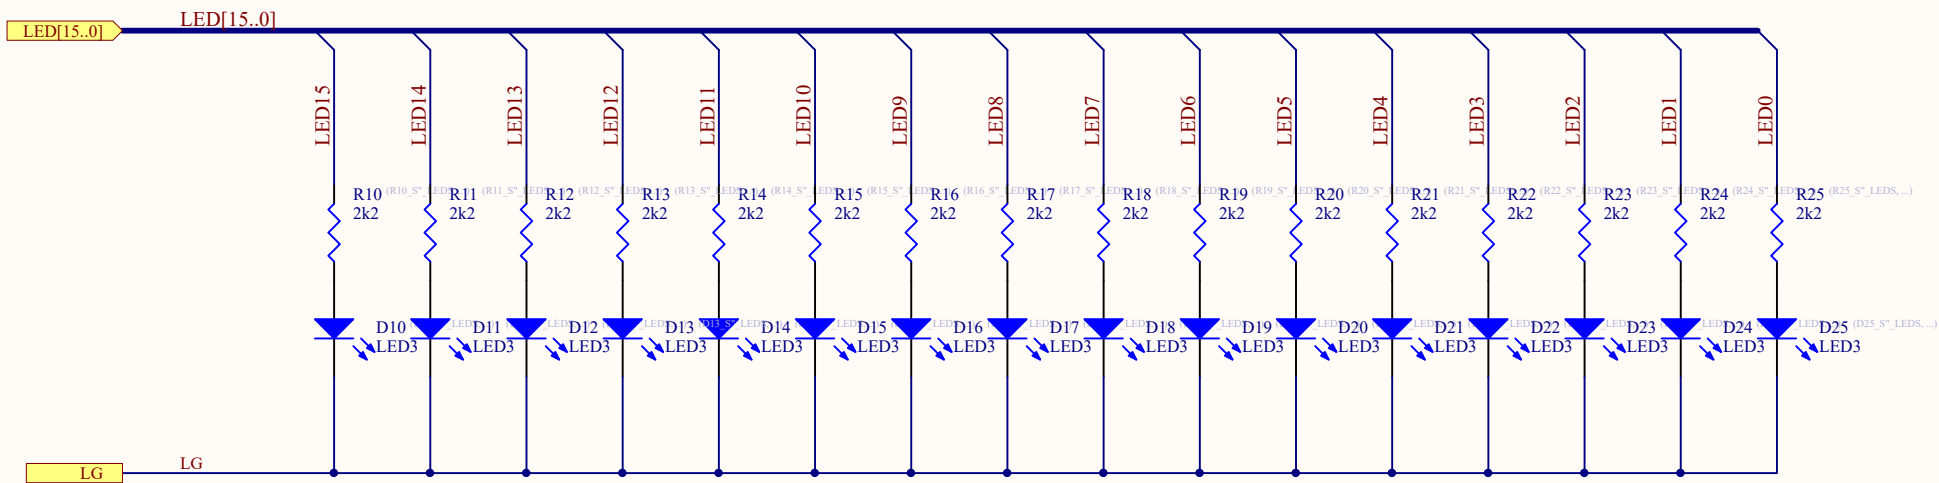 LED[15..0]
LED[15..0]
LED15 LED14 LED13 LED12 LED11 LED10 LED9 LED8 LED7 LED6 LED5 LED4 LED3 LED2 LED1 LED0
R10 R11 R12 R13 R14 R15 R16 R17 R18 R19 R20 R21 R22 R23 R24 R25 (R25_S"_LEDS, ...)
2k2 2k2 2k2 2k2 2k2 2k2 2k2 2k2 2k2 2k2 2k2 2k2 2k2 2k2 2k2 2k2
D10 D11 D12 D13 D14 D15 D16 D17 D18 D19 D20 D21 D22 D23 D24 D25 (D25_S"_LEDS, ...)
LED3 LED3 LED3 LED3 LED3 LED3 LED3 LED3 LED3 LED3 LED3 LED3 LED3 LED3 LED3 LED3
LG
LG